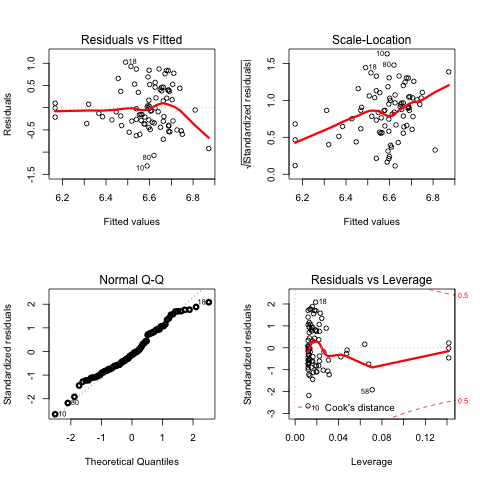 Residuals vs Fitted
Residuals
-1.5 -0.5 0.5 1.0
18
80
10
6.2 6.4 6.6 6.8
Fitted values
Scale-Location
√|Standardized residuals|
0.0 0.5 1.0 1.5
10
18
80
6.2 6.4 6.6 6.8
Fitted values
Normal Q-Q
Standardized residuals
-2 -1 0 1 2
18
80
10
-2 -1 0 1 2
Theoretical Quantiles
Residuals vs Leverage
Standardized residuals
-3 -2 -1 0 1 2
18
58
10
Cook's distance
0.5
0.5
0.00 0.04 0.08 0.12
Leverage